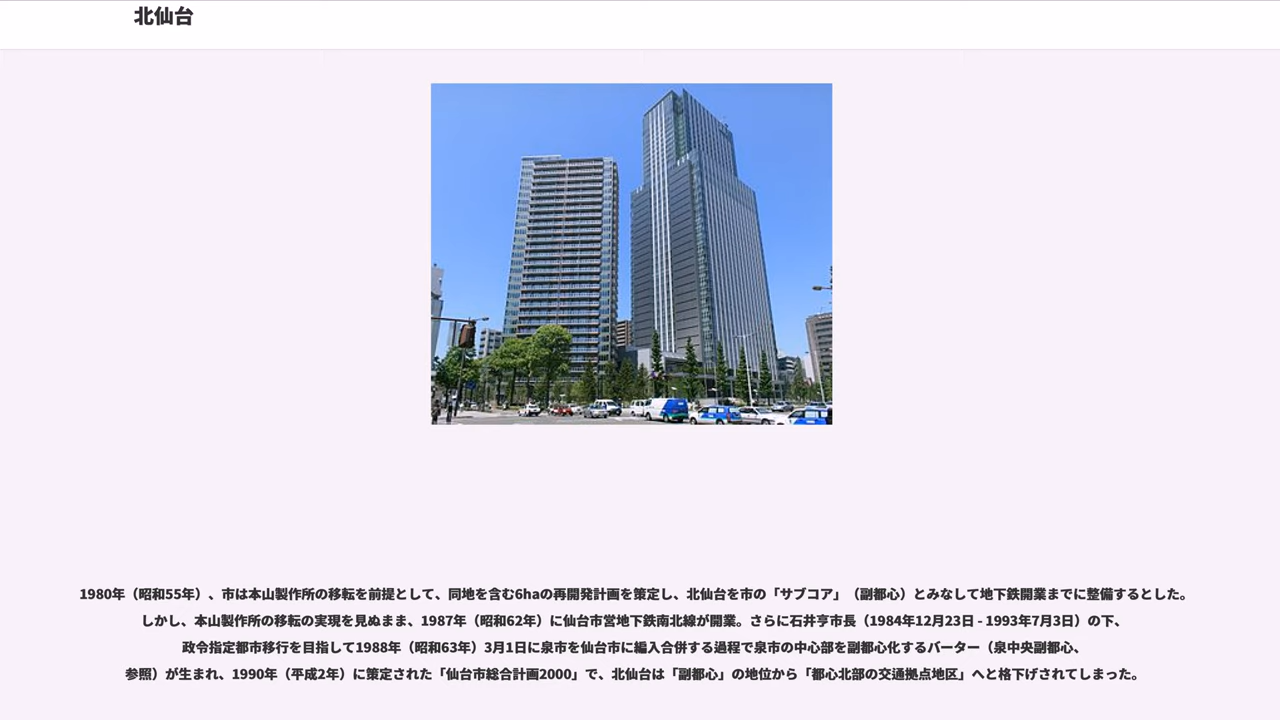 北仙台
1980年（昭和55年）、市は本山製作所の移転を前提として、同地を含む6haの再開発計画を策定し、北仙台を市の「サブコア」（副都心）とみなして地下鉄開業までに整備するとした。
しかし、本山製作所の移転の実現を見ぬまま、1987年（昭和62年）に仙台市営地下鉄南北線が開業。さらに石井亨市長（1984年12月23日 - 1993年7月3日）の下、
政令指定都市移行を目指して1988年（昭和63年）3月1日に泉市を仙台市に編入合併する過程で泉市の中心部を副都心化するバーター（泉中央副都心、
参照）が生まれ、1990年（平成2年）に策定された「仙台市総合計画2000」で、北仙台は「副都心」の地位から「都心北部の交通拠点地区」へと格下げされてしまった。